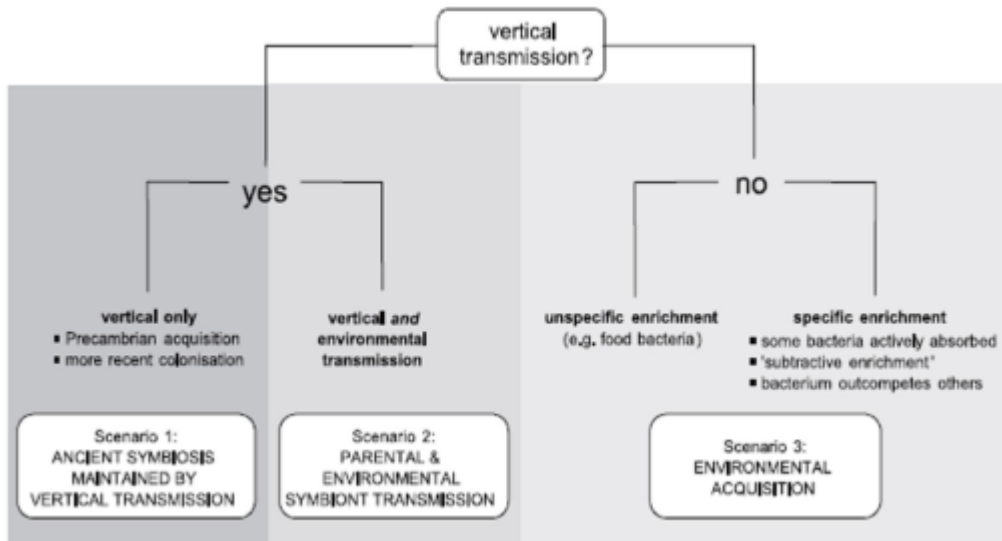 vertical
transmission?
yes
no
vertical only
▪ Precambrian acquisition
▪ more recent colonisation
vertical and
environmental
transmission
unspecific enrichment
(e.g. food bacteria)
specific enrichment
▪ some bacteria actively absorbed
▪ "subtractive enrichment"
▪ bacterium outcompetes others
Scenario 1:
ANCIENT SYMBIOSIS
MAINTAINED BY
VERTICAL TRANSMISSION
Scenario 2:
PARENTAL &
ENVIRONMENTAL
SYMBIONT TRANSMISSION
Scenario 3:
ENVIRONMENTAL
ACQUISITION